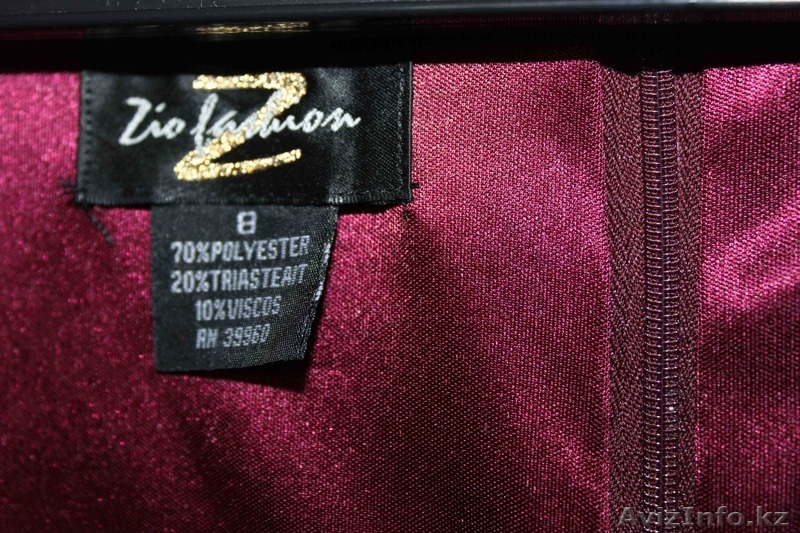 Zio fashion
Z
8
70%POLYESTER
20%TRIASTEAIT
10%VISCOS
RN 39960
AvizInfo.kz